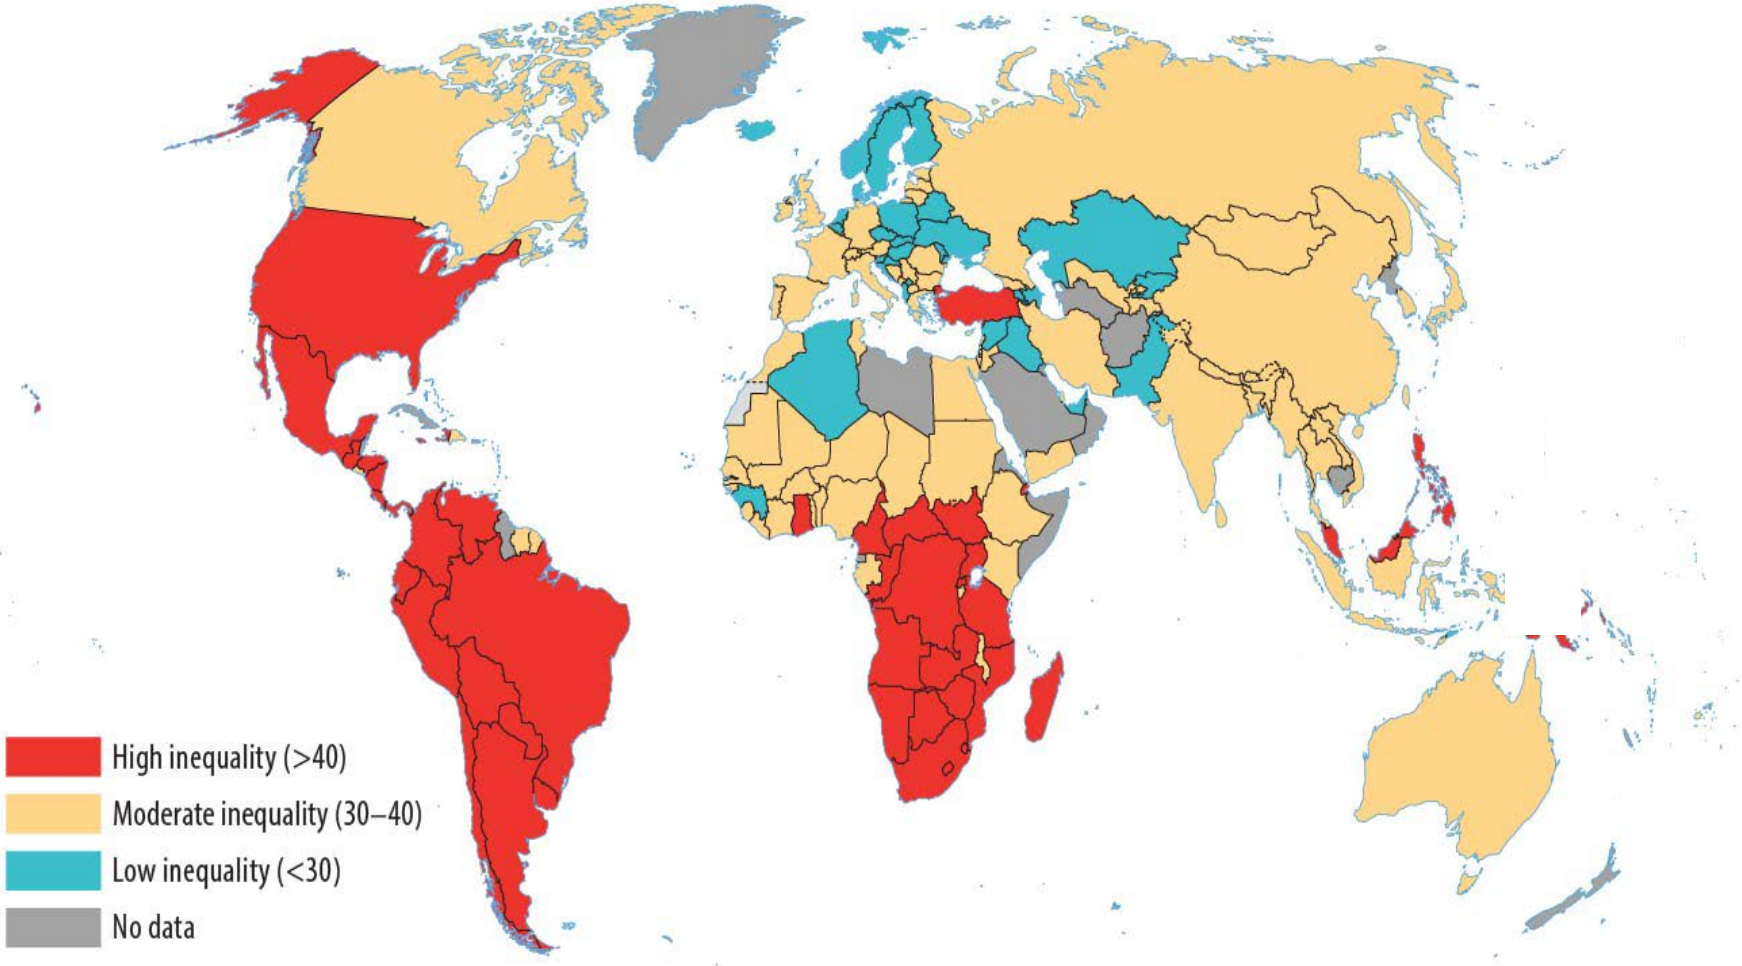 High inequality (>40)
Moderate inequality (30–40)
Low inequality (<30)
No data